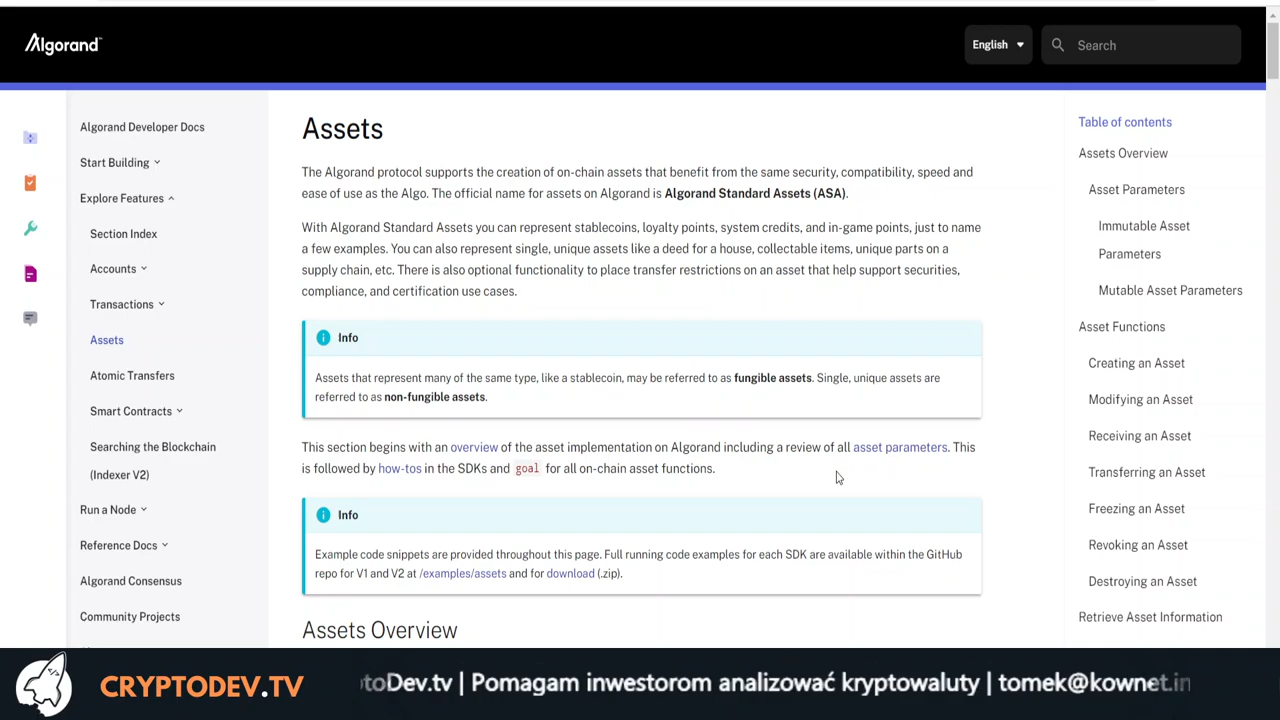 Algorand
English
Search
Algorand Developer Docs
Start Building
Explore Features
Section Index
Accounts
Transactions
Assets
Atomic Transfers
Smart Contracts
Searching the Blockchain
(Indexer V2)
Run a Node
Reference Docs
Algorand Consensus
Community Projects
Assets
The Algorand protocol supports the creation of on-chain assets that benefit from the same security, compatibility, speed and
ease of use as the Algo. The official name for assets on Algorand is Algorand Standard Assets (ASA).
With Algorand Standard Assets you can represent stablecoins, loyalty points, system credits, and in-game points, just to name
a few examples. You can also represent single, unique assets like a deed for a house, collectable items, unique parts on a
supply chain, etc. There is also optional functionality to place transfer restrictions on an asset that help support securities,
compliance, and certification use cases.
Info
Assets that represent many of the same type, like a stablecoin, may be referred to as fungible assets. Single, unique assets are
referred to as non-fungible assets.
This section begins with an overview of the asset implementation on Algorand including a review of all asset parameters. This
is followed by how-tos in the SDKs and goal for all on-chain asset functions.
Info
Example code snippets are provided throughout this page. Full running code examples for each SDK are available within the GitHub
repo for V1 and V2 at /examples/assets and for download (.zip).
Assets Overview
Table of contents
Assets Overview
Asset Parameters
Immutable Asset
Parameters
Mutable Asset Parameters
Asset Functions
Creating an Asset
Modifying an Asset
Receiving an Asset
Transferring an Asset
Freezing an Asset
Revoking an Asset
Destroying an Asset
Retrieve Asset Information
CRYPTODEV.TV
toDev.tv | Pomagam inwestorom analizować kryptowaluty | tomek@kownet.in